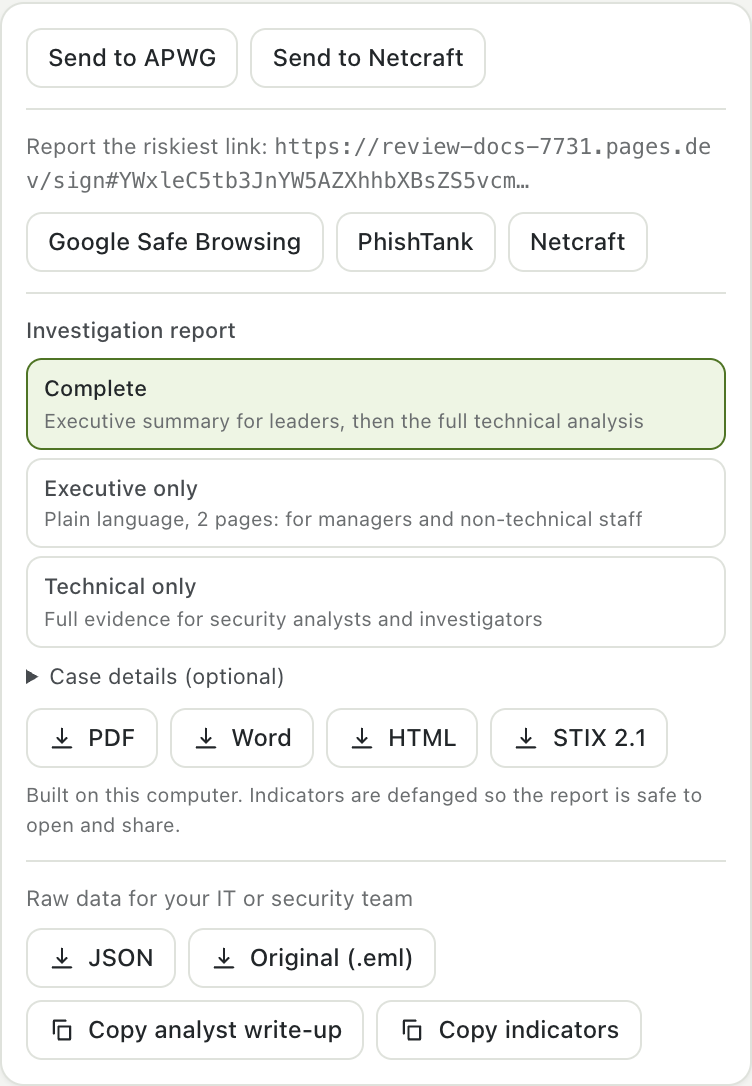 Send to APWG
Send to Netcraft
Report the riskiest link: https://review-docs-7731.pages.de
v/sign#YWxleC5tb3JnYW5AZXhhbXBsZS5vcm…
Google Safe Browsing
PhishTank
Netcraft
Investigation report
Complete
Executive summary for leaders, then the full technical analysis
Executive only
Plain language, 2 pages: for managers and non-technical staff
Technical only
Full evidence for security analysts and investigators
Case details (optional)
PDF
Word
HTML
STIX 2.1
Built on this computer. Indicators are defanged so the report is safe to
open and share.
Raw data for your IT or security team
JSON
Original (.eml)
Copy analyst write-up
Copy indicators